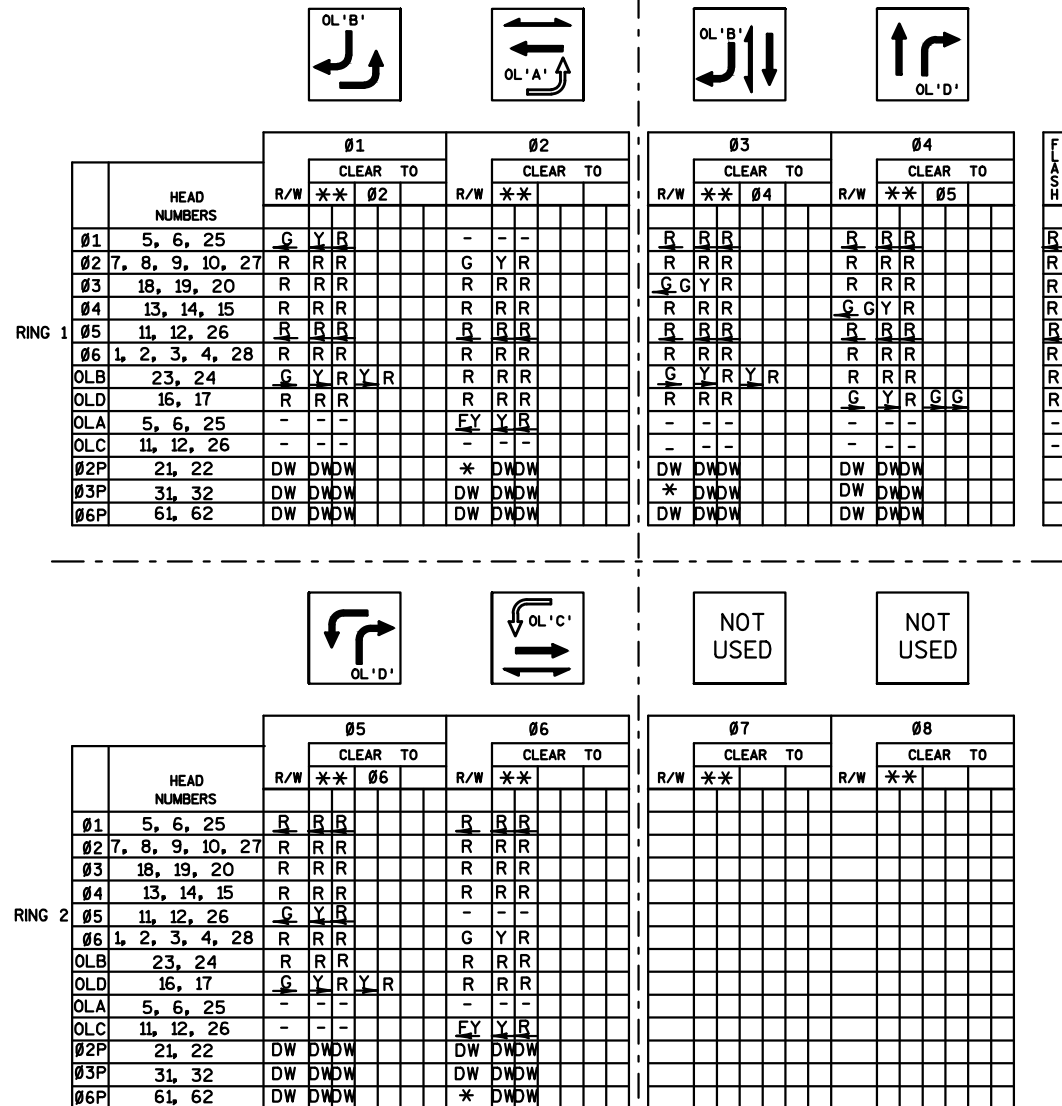 OL'B' OL'A' OL'B' OL'D'
Ø1 Ø2 Ø3 Ø4 FLASH
CLEAR TO CLEAR TO CLEAR TO CLEAR TO
HEAD NUMBERS R/W ** Ø2 R/W ** R/W ** Ø4 R/W ** Ø5
Ø1 5, 6, 25 G Y R - - - R R R R R R R
Ø2 7, 8, 9, 10, 27 R R R G Y R R R R R R R R
Ø3 18, 19, 20 R R R R R R G G Y R R R R R
Ø4 13, 14, 15 R R R R R R R R R G G Y R R
RING 1 Ø5 11, 12, 26 R R R R R R R R R R R R R
Ø6 1, 2, 3, 4, 28 R R R R R R R R R R R R R
OLB 23, 24 G Y R Y R R R R G Y R Y R R R R R
OLD 16, 17 R R R R R R R R R G Y R G G R
OLA 5, 6, 25 - - - FY Y R - - - - - - -
OLC 11, 12, 26 - - - - - - - - - - - - -
Ø2P 21, 22 DW DW DW * DW DW DW DW DW DW DW DW
Ø3P 31, 32 DW DW DW DW DW DW * DW DW DW DW DW
Ø6P 61, 62 DW DW DW DW DW DW DW DW DW DW DW DW
OL'D' OL'C' NOT USED NOT USED
Ø5 Ø6 Ø7 Ø8
CLEAR TO CLEAR TO CLEAR TO CLEAR TO
HEAD NUMBERS R/W ** Ø6 R/W ** R/W ** R/W **
Ø1 5, 6, 25 R R R R R R
Ø2 7, 8, 9, 10, 27 R R R R R R
Ø3 18, 19, 20 R R R R R R
Ø4 13, 14, 15 R R R R R R
RING 2 Ø5 11, 12, 26 G Y R - - -
Ø6 1, 2, 3, 4, 28 R R R G Y R
OLB 23, 24 R R R R R R
OLD 16, 17 G Y R Y R R R R
OLA 5, 6, 25 - - - - - -
OLC 11, 12, 26 - - - FY Y R
Ø2P 21, 22 DW DW DW DW DW DW
Ø3P 31, 32 DW DW DW DW DW DW
Ø6P 61, 62 DW DW DW * DW DW